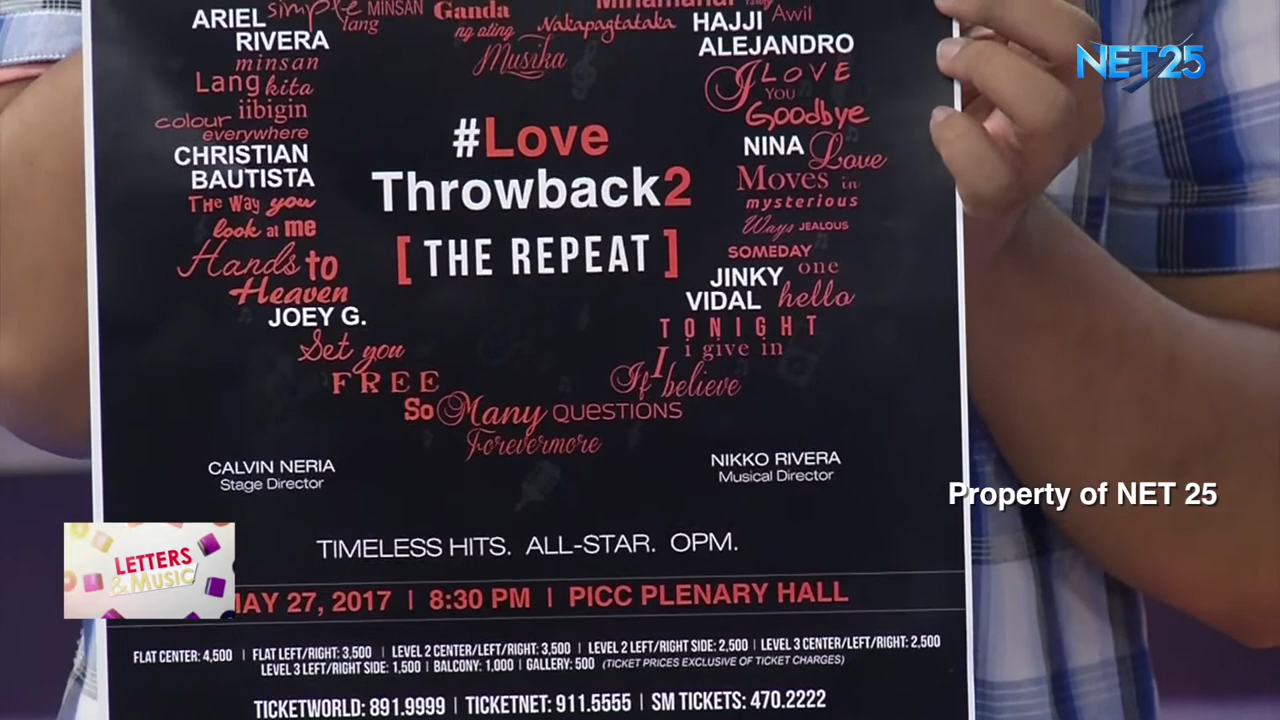 ARIEL simple MINSAN Ganda
RIVERA lang ng ating Nakapagtataka HAJJI Awil
minsan Musika ALEJANDRO
Lang kita I LOVE
iibigin YOU
colour everywhere Goodbye
CHRISTIAN #Love NINA Love
BAUTISTA Throwback2 Moves in
The Way you mysterious
look at me [ THE REPEAT ] Ways JEALOUS
Hands to SOMEDAY
Heaven JINKY one
JOEY G. VIDAL hello
Set you TONIGHT
FREE I i give in
If believe
So Many QUESTIONS
Forevermore
CALVIN NERIA NIKKO RIVERA
Stage Director Musical Director
TIMELESS HITS. ALL-STAR. OPM.
MAY 27, 2017 | 8:30 PM | PICC PLENARY HALL
FLAT CENTER: 4,500 | FLAT LEFT/RIGHT: 3,500 | LEVEL 2 CENTER/LEFT/RIGHT: 3,500 | LEVEL 2 LEFT/RIGHT SIDE: 2,500 | LEVEL 3 CENTER/LEFT/RIGHT: 2,500
LEVEL 3 LEFT/RIGHT SIDE: 1,500 | BALCONY: 1,000 | GALLERY: 500 (TICKET PRICES EXCLUSIVE OF TICKET CHARGES)
TICKETWORLD: 891.9999 | TICKETNET: 911.5555 | SM TICKETS: 470.2222
NET25
Property of NET 25
LETTERS
& MUSIC